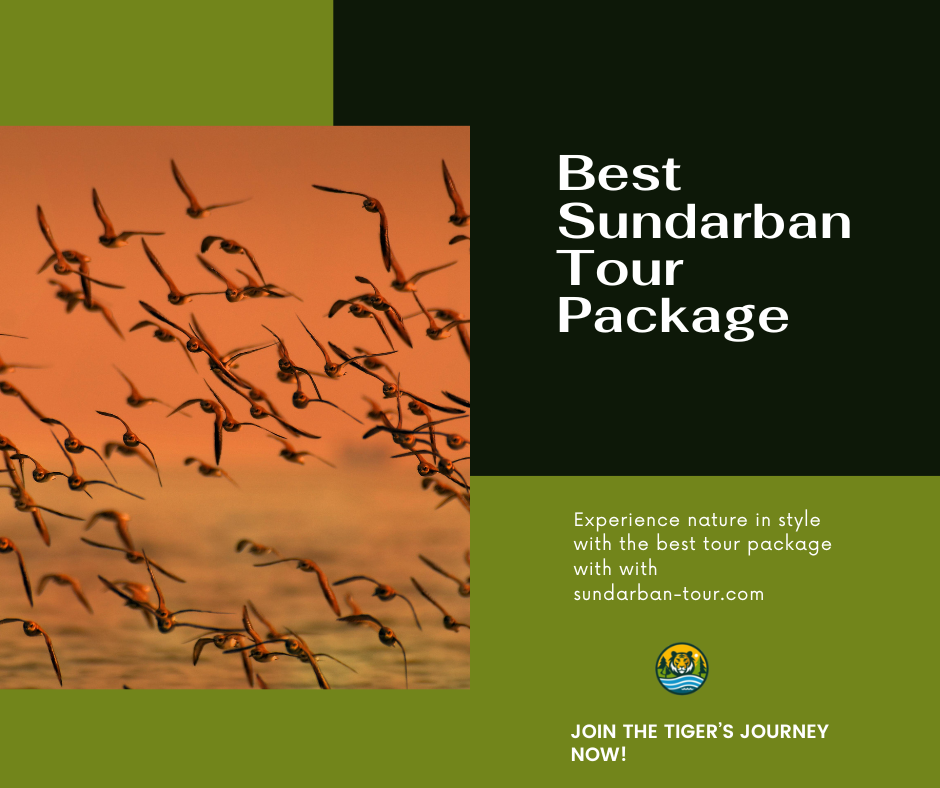 Best
Sundarban
Tour
Package
Experience nature in style
with the best tour package
with with
sundarban-tour.com
JOIN THE TIGER’S JOURNEY
NOW!